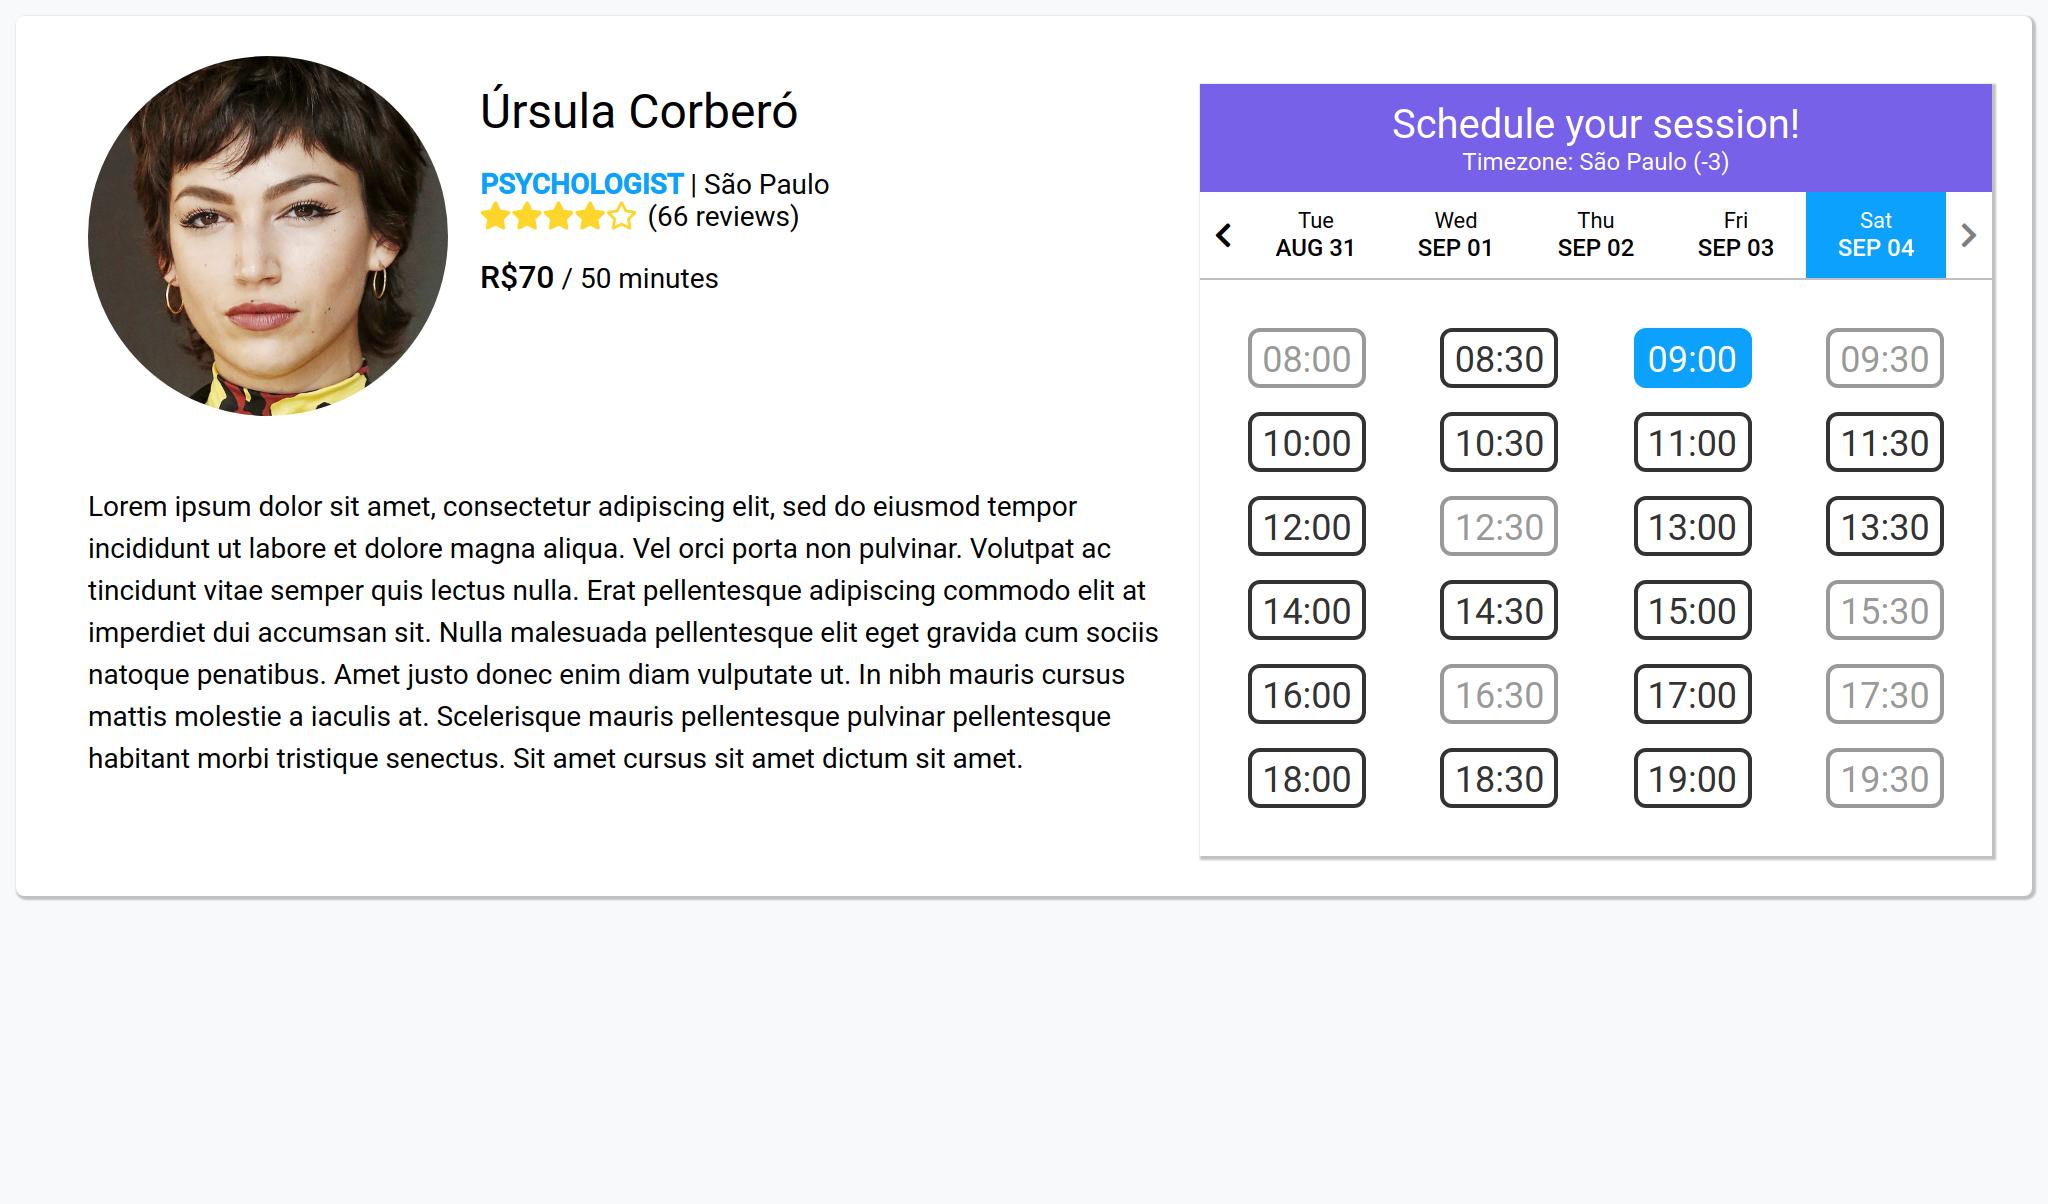 Úrsula Corberó
PSYCHOLOGIST | São Paulo
(66 reviews)
R$70 / 50 minutes
Lorem ipsum dolor sit amet, consectetur adipiscing elit, sed do eiusmod tempor
incididunt ut labore et dolore magna aliqua. Vel orci porta non pulvinar. Volutpat ac
tincidunt vitae semper quis lectus nulla. Erat pellentesque adipiscing commodo elit at
imperdiet dui accumsan sit. Nulla malesuada pellentesque elit eget gravida cum sociis
natoque penatibus. Amet justo donec enim diam vulputate ut. In nibh mauris cursus
mattis molestie a iaculis at. Scelerisque mauris pellentesque pulvinar pellentesque
habitant morbi tristique senectus. Sit amet cursus sit amet dictum sit amet.
Schedule your session!
Timezone: São Paulo (-3)
Tue Wed Thu Fri Sat
AUG 31 SEP 01 SEP 02 SEP 03 SEP 04
08:00 08:30 09:00 09:30
10:00 10:30 11:00 11:30
12:00 12:30 13:00 13:30
14:00 14:30 15:00 15:30
16:00 16:30 17:00 17:30
18:00 18:30 19:00 19:30